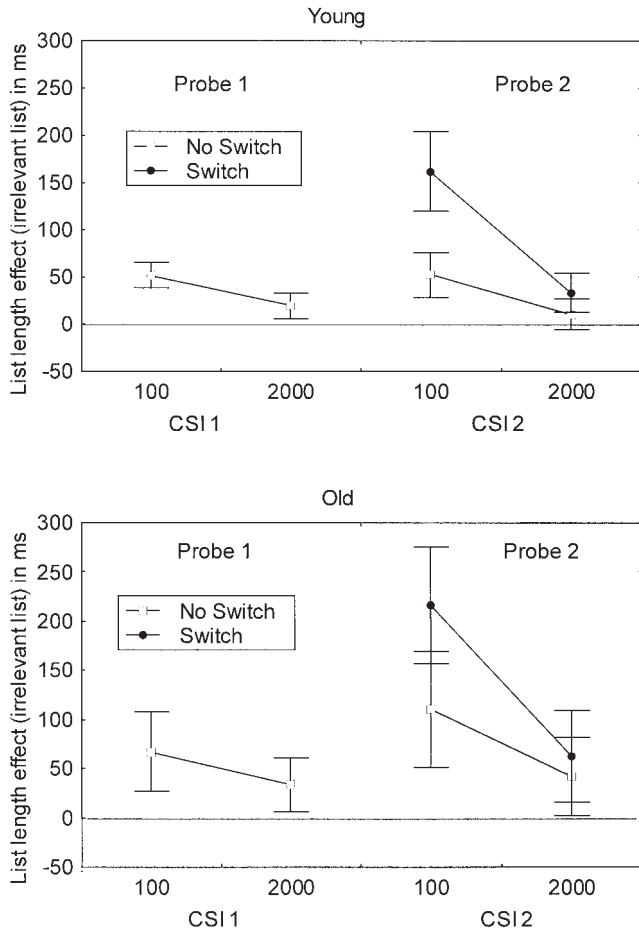 Young
List length effect (irrelevant list) in ms
300
250
200
150
100
50
0
-50
Probe 1
Probe 2
No Switch
Switch
100 2000 100 2000
CSI 1 CSI 2
Old
List length effect (irrelevant list) in ms
300
250
200
150
100
50
0
-50
Probe 1
Probe 2
No Switch
Switch
100 2000 100 2000
CSI 1 CSI 2